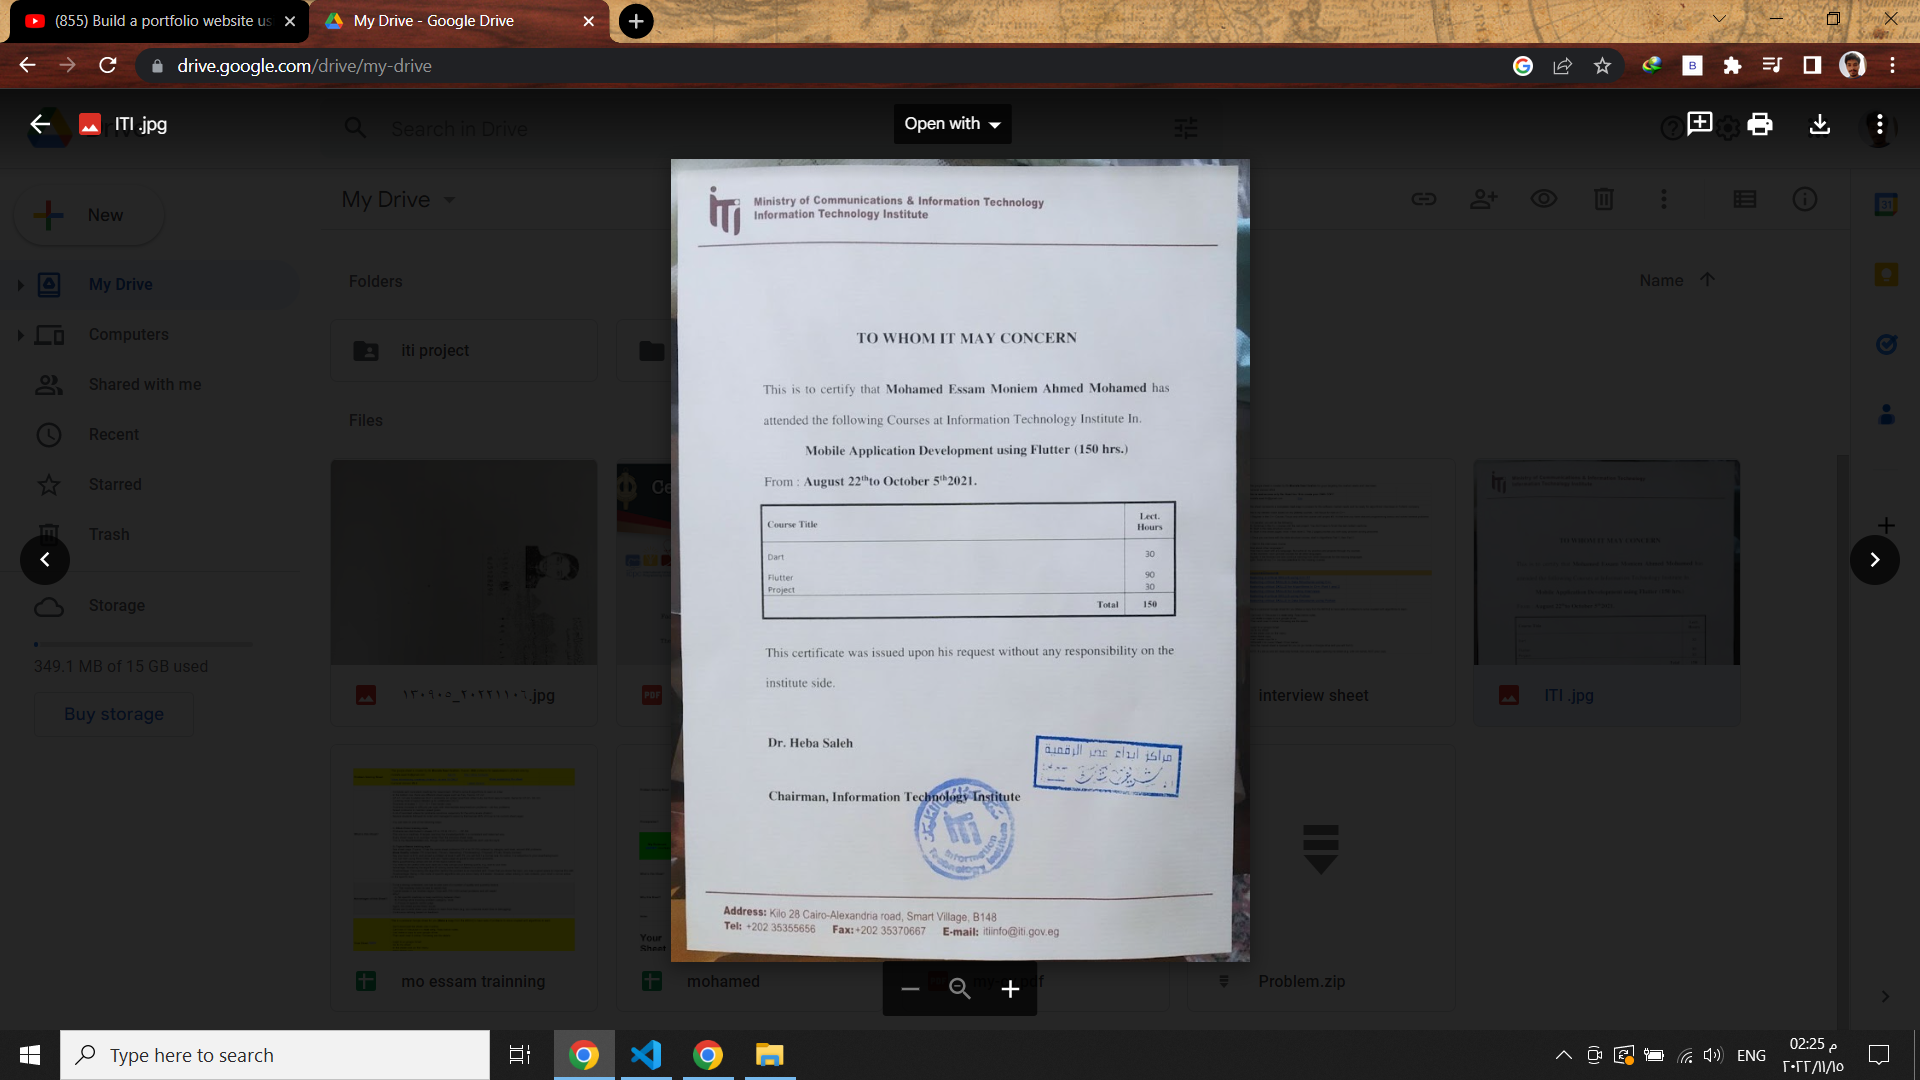 (855) Build a portfolio website us
My Drive - Google Drive
drive.google.com/drive/my-drive
ITI .jpg
Search in Drive
Open with
New
My Drive
My Drive
Computers
Shared with me
Recent
Starred
Trash
Storage
349.1 MB of 15 GB used
Buy storage
Folders
Name
iti project
Files
٢٠٢٢١١٠٦_١٣٠٩٠٥.jpg
interview sheet
ITI .jpg
mo essam trainning
mohamed
Problem.zip
iTi
Ministry of Communications & Information Technology
Information Technology Institute
TO WHOM IT MAY CONCERN
This is to certify that Mohamed Essam Moniem Ahmed Mohamed has
attended the following Courses at Information Technology Institute In.
Mobile Application Development using Flutter (150 hrs.)
From : August 22th to October 5th 2021.
Course Title Lect. Hours
Dart 30
Flutter 90
Project 30
Total 150
This certificate was issued upon his request without any responsibility on the
institute side.
Dr. Heba Saleh
مراكز ابداع مصر الرقمية
Chairman, Information Technology Institute
iTi
Information
Technology Institute
Address: Kilo 28 Cairo-Alexandria road, Smart Village, B148
Tel: +202 35355656 Fax:+202 35370667 E-mail: itiinfo@iti.gov.eg
Type here to search
ENG
02:25 م
٢٠٢٢/١١/١٥